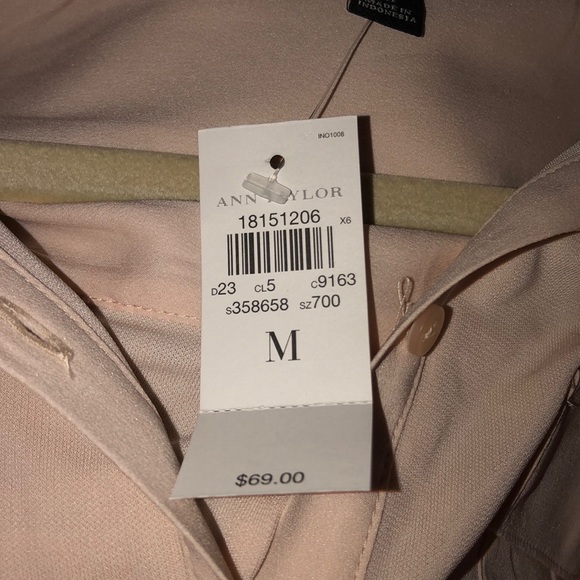 MADE IN
INDONESIA
INO1008
ANN TAYLOR
18151206 X6
D23 CL5 C9163
S358658 SZ700
M
$69.00